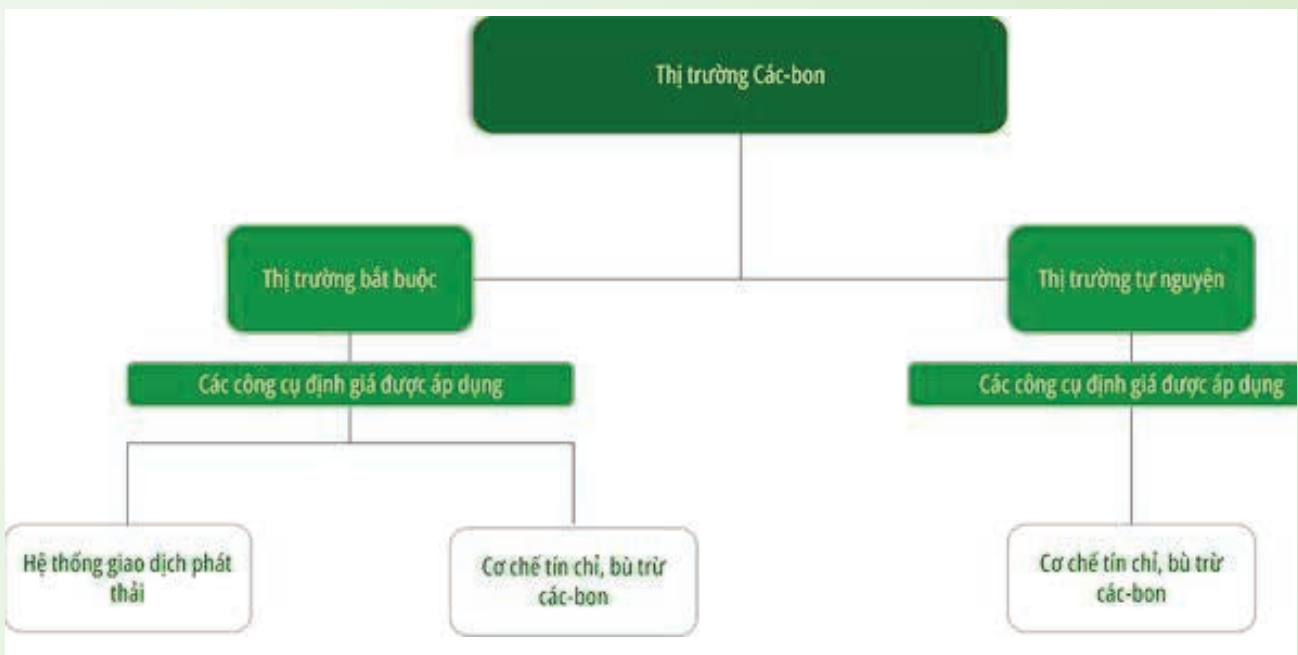 Thị trường Các-bon
Thị trường bắt buộc
Thị trường tự nguyện
Các công cụ định giá được áp dụng
Các công cụ định giá được áp dụng
Hệ thống giao dịch phát
thải
Cơ chế tín chỉ, bù trừ
các-bon
Cơ chế tín chỉ, bù trừ
các-bon